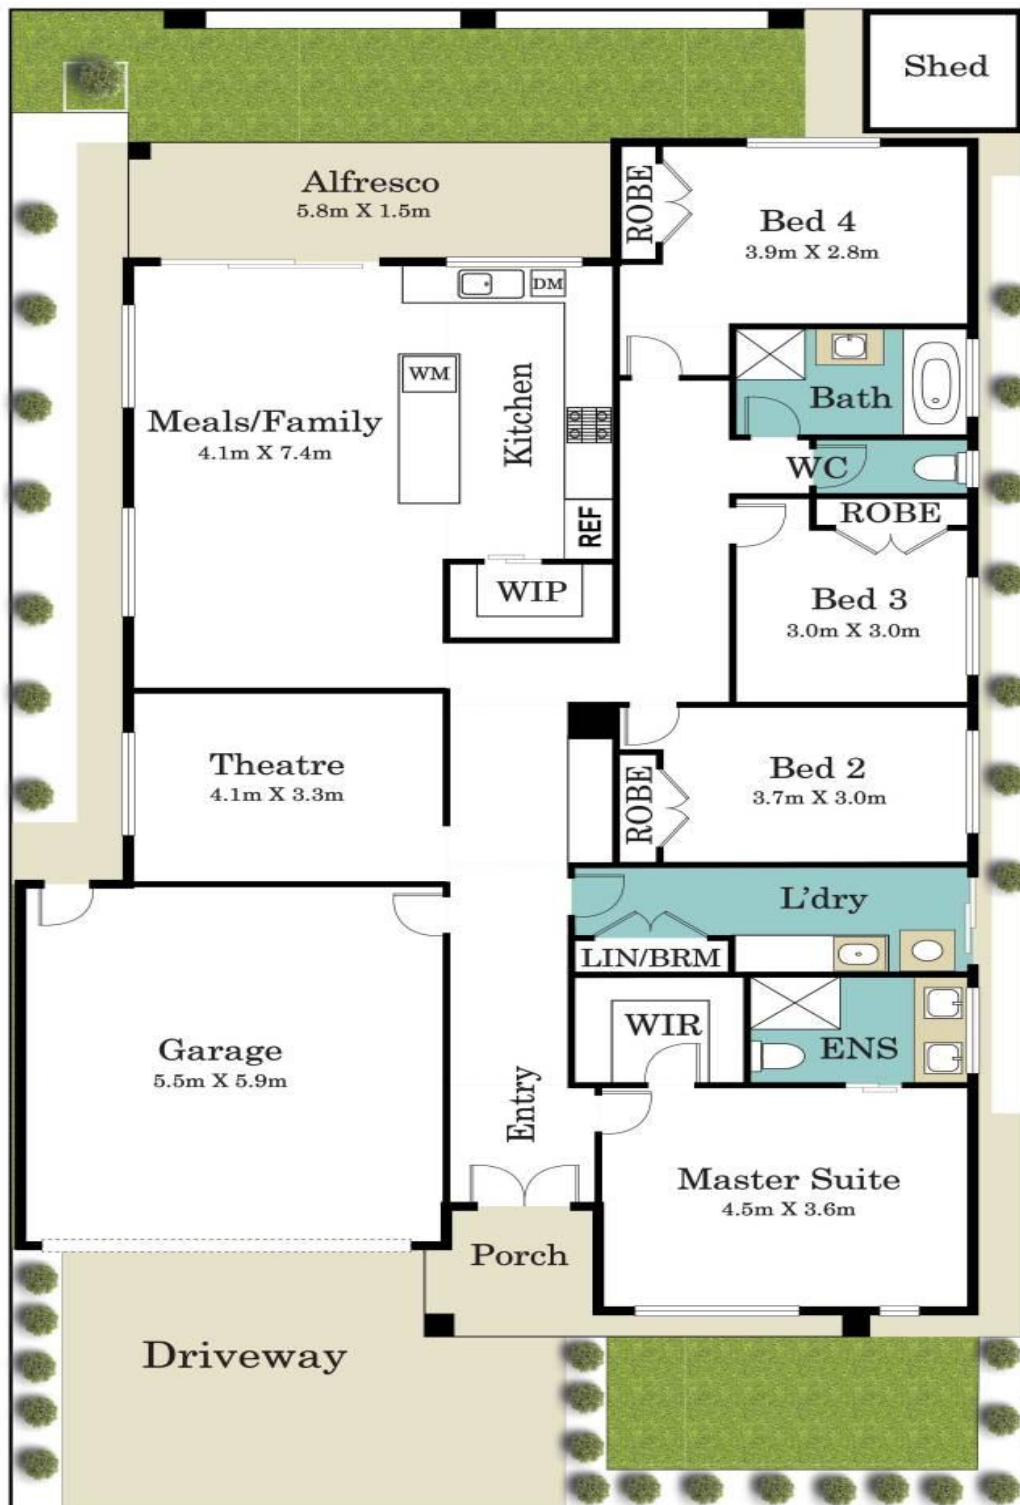 Shed
Alfresco
5.8m X 1.5m
ROBE
Bed 4
3.9m X 2.8m
DM
WM
Kitchen
Meals/Family
4.1m X 7.4m
Bath
WC
REF
ROBE
WIP
Bed 3
3.0m X 3.0m
Theatre
4.1m X 3.3m
ROBE
Bed 2
3.7m X 3.0m
L'dry
LIN/BRM
WIR
ENS
Garage
5.5m X 5.9m
Entry
Master Suite
4.5m X 3.6m
Porch
Driveway